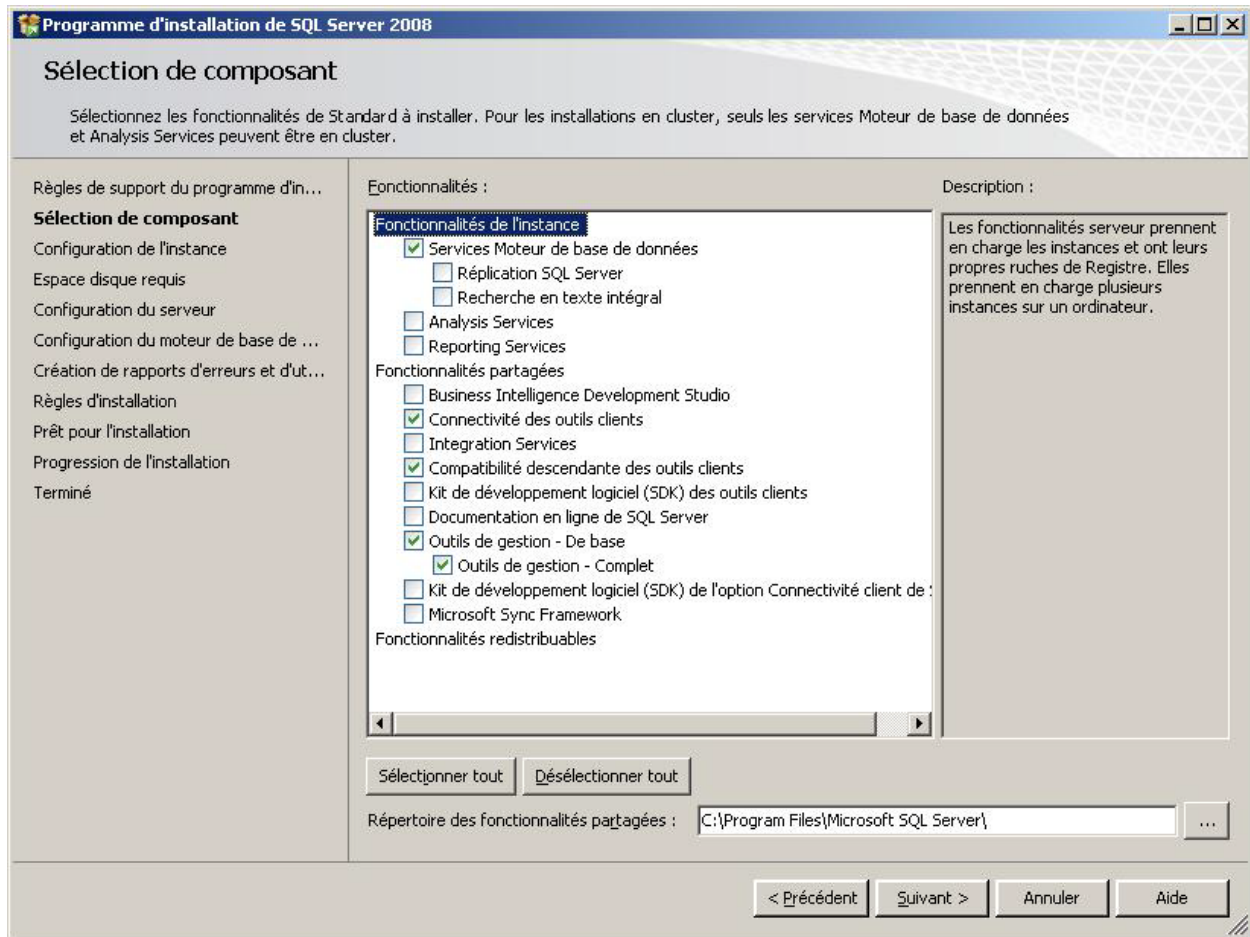 Programme d'installation de SQL Server 2008
Sélection de composant
Sélectionnez les fonctionnalités de Standard à installer. Pour les installations en cluster, seuls les services Moteur de base de données
et Analysis Services peuvent être en cluster.
Règles de support du programme d'in...
Sélection de composant
Configuration de l'instance
Espace disque requis
Configuration du serveur
Configuration du moteur de base de ...
Création de rapports d'erreurs et d'ut...
Règles d'installation
Prêt pour l'installation
Progression de l'installation
Terminé
Fonctionnalités :
Fonctionnalités de l'instance
Services Moteur de base de données
Réplication SQL Server
Recherche en texte intégral
Analysis Services
Reporting Services
Fonctionnalités partagées
Business Intelligence Development Studio
Connectivité des outils clients
Integration Services
Compatibilité descendante des outils clients
Kit de développement logiciel (SDK) des outils clients
Documentation en ligne de SQL Server
Outils de gestion - De base
Outils de gestion - Complet
Kit de développement logiciel (SDK) de l'option Connectivité client de
Microsoft Sync Framework
Fonctionnalités redistribuables
Description :
Les fonctionnalités serveur prennent
en charge les instances et ont leurs
propres ruches de Registre. Elles
prennent en charge plusieurs
instances sur un ordinateur.
Sélectionner tout
Désélectionner tout
Répertoire des fonctionnalités partagées :
C:\Program Files\Microsoft SQL Server\
...
< Précédent
Suivant >
Annuler
Aide